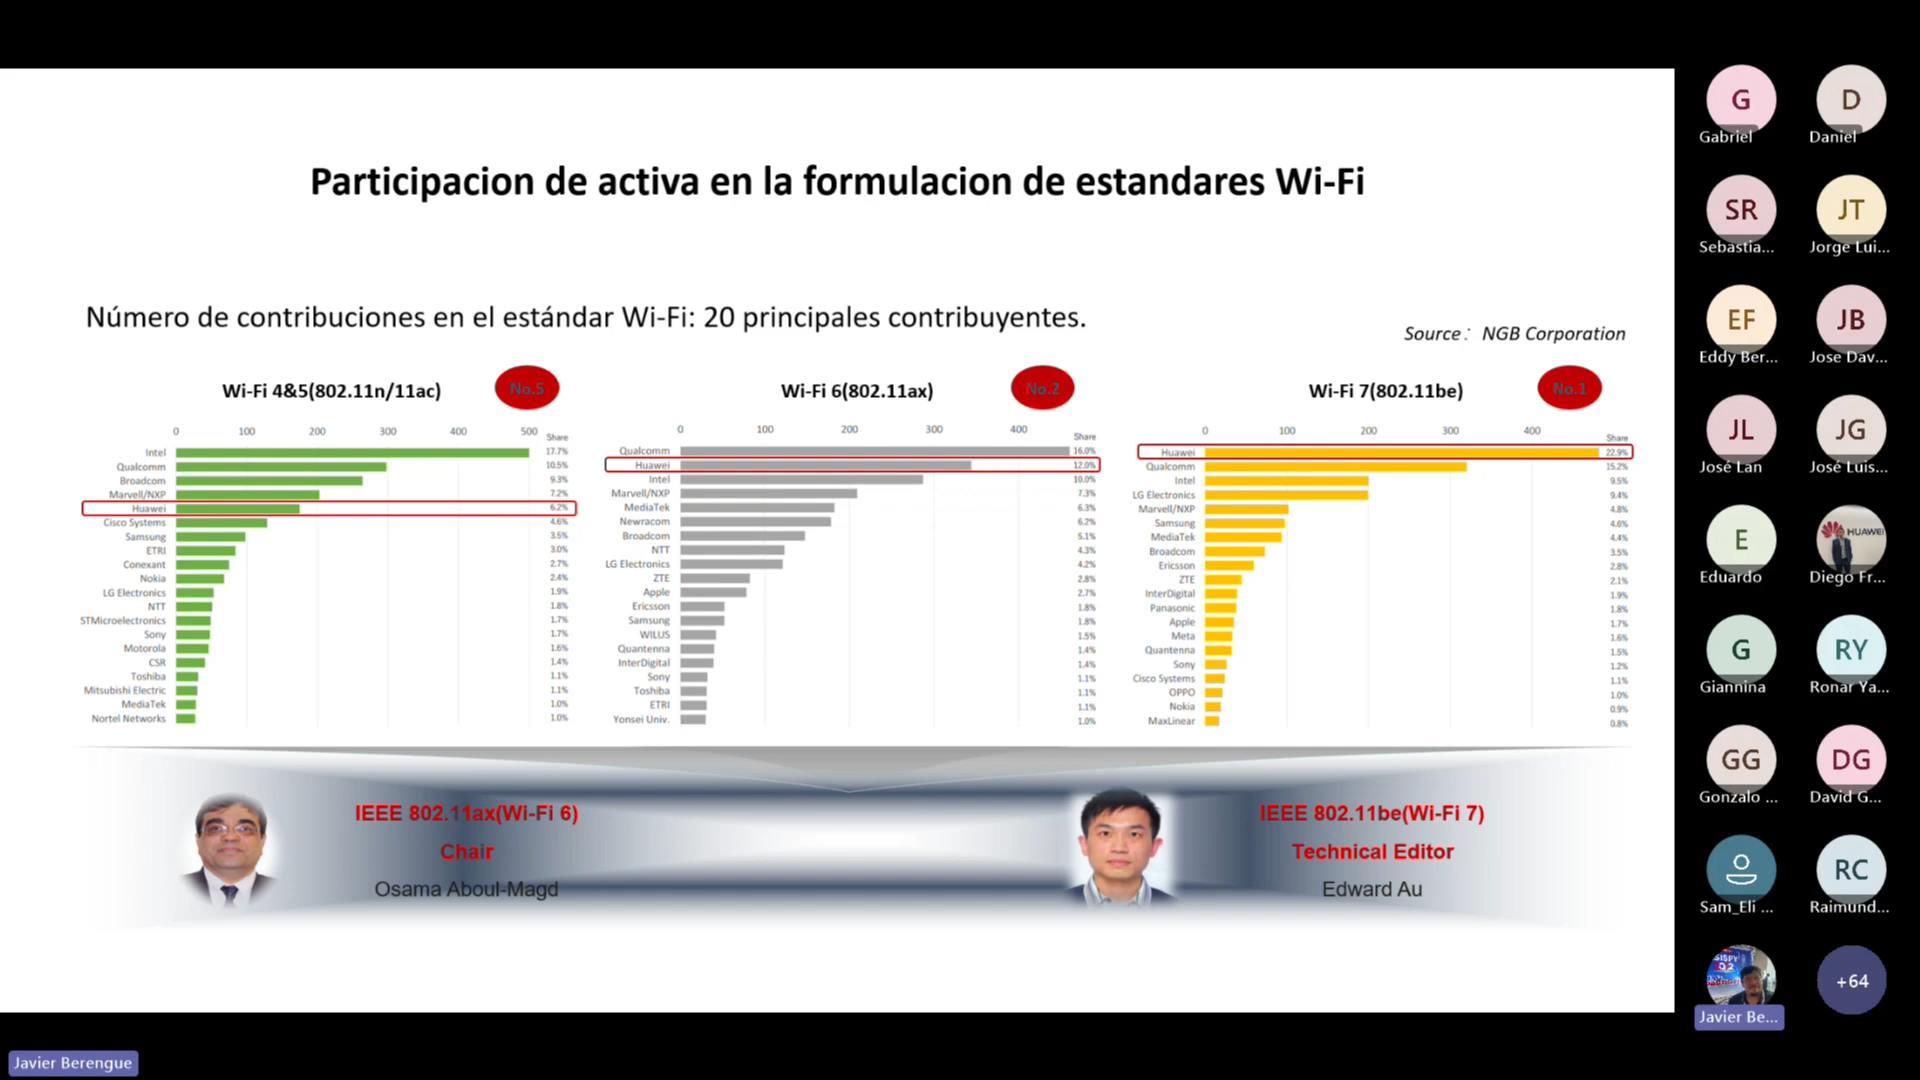 Participacion de activa en la formulacion de estandares Wi-Fi
Número de contribuciones en el estándar Wi-Fi: 20 principales contribuyentes.
Source： NGB Corporation
Wi-Fi 4&5(802.11n/11ac)
No.5
0 100 200 300 400 500 Share
Intel 17.7%
Qualcomm 10.5%
Broadcom 9.3%
Marvell/NXP 7.2%
Huawei 6.2%
Cisco Systems 4.6%
Samsung 3.5%
ETRI 3.0%
Conexant 2.7%
Nokia 2.4%
LG Electronics 1.9%
NTT 1.8%
STMicroelectronics 1.7%
Sony 1.7%
Motorola 1.6%
CSR 1.4%
Toshiba 1.1%
Mitsubishi Electric 1.1%
MediaTek 1.0%
Nortel Networks 1.0%
Wi-Fi 6(802.11ax)
No.2
0 100 200 300 400 Share
Qualcomm 16.0%
Huawei 12.0%
Intel 10.0%
Marvell/NXP 7.3%
MediaTek 6.3%
Newracom 6.2%
Broadcom 5.1%
NTT 4.3%
LG Electronics 4.2%
ZTE 2.8%
Apple 2.7%
Ericsson 1.8%
Samsung 1.8%
WILUS 1.5%
Quantenna 1.4%
InterDigital 1.4%
Sony 1.1%
Toshiba 1.1%
ETRI 1.1%
Yonsei Univ. 1.0%
Wi-Fi 7(802.11be)
No.1
0 100 200 300 400 Share
Huawei 22.9%
Qualcomm 15.2%
Intel 9.5%
LG Electronics 9.4%
Marvell/NXP 4.8%
Samsung 4.6%
MediaTek 4.4%
Broadcom 3.5%
Ericsson 2.8%
ZTE 2.1%
InterDigital 1.9%
Panasonic 1.8%
Apple 1.7%
Meta 1.6%
Quantenna 1.5%
Sony 1.2%
Cisco Systems 1.1%
OPPO 1.0%
Nokia 0.9%
MaxLinear 0.8%
IEEE 802.11ax(Wi-Fi 6)
Chair
Osama Aboul-Magd
IEEE 802.11be(Wi-Fi 7)
Technical Editor
Edward Au
G D
Gabriel Daniel
SR JT
Sebastia... Jorge Lui...
EF JB
Eddy Ber... Jose Dav...
JL JG
José Lan José Luis...
E HUAWEI
Eduardo Diego Fr...
G RY
Giannina Ronar Ya...
GG DG
Gonzalo ... David G...
RC
Sam_Eli ... Raimund...
+64
Javier Be...
Javier Berengue